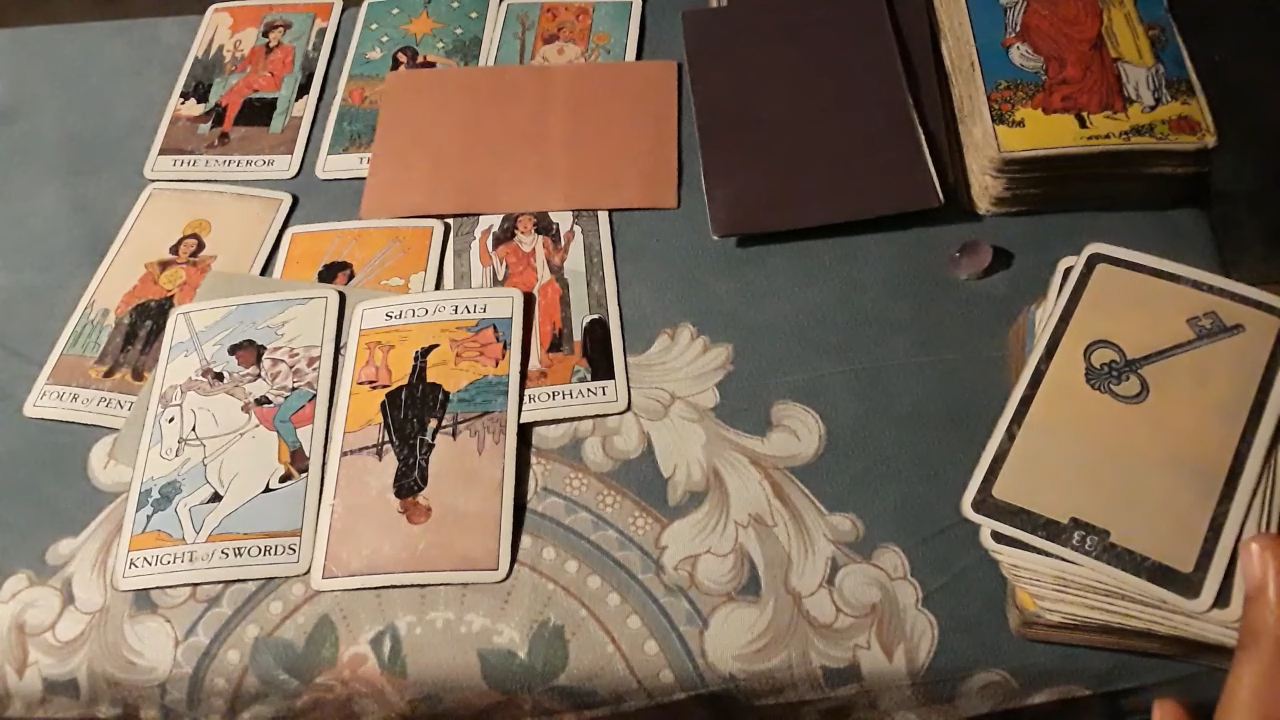 THE EMPEROR
FOUR of PENT
EROPHANT
FIVE of CUPS
KNIGHT of SWORDS
33